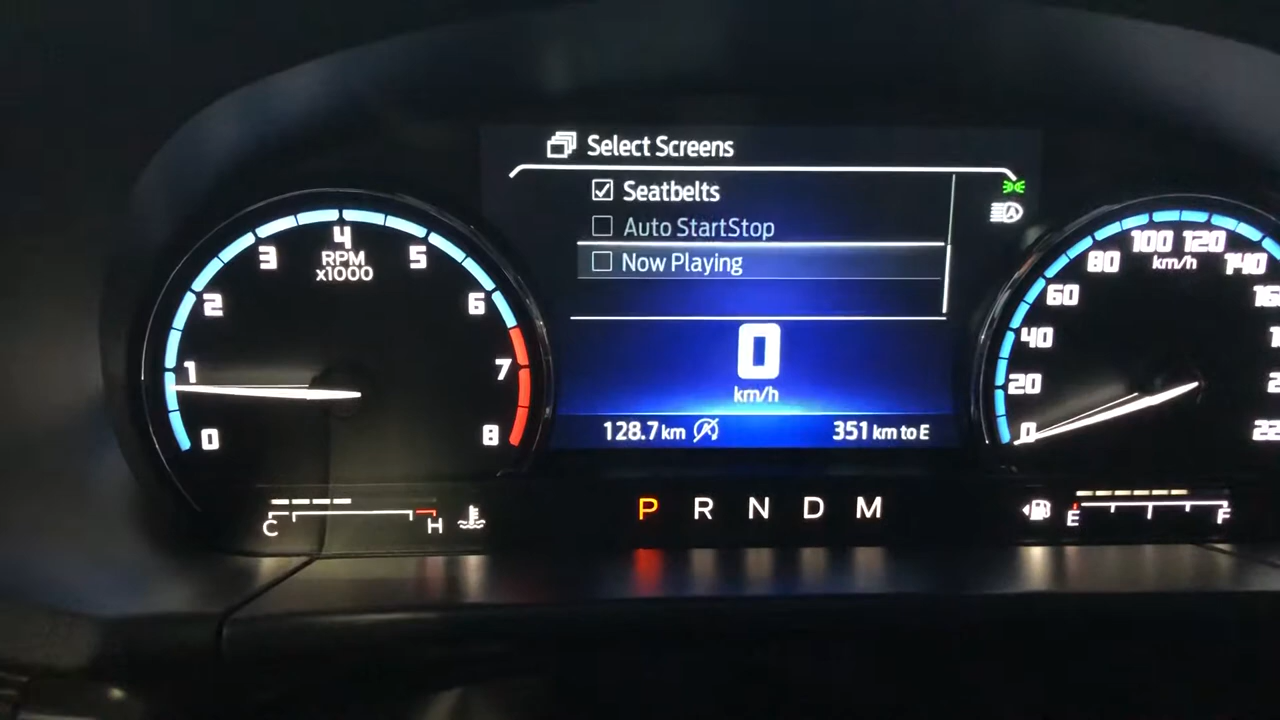 Select Screens
Seatbelts
Auto StartStop
Now Playing
0
km/h
128.7 km
351 km to E
P R N D M
0
1
2
3
4
5
6
7
8
RPM
x1000
C
H
0
20
40
60
80
100
120
140
km/h
E
F